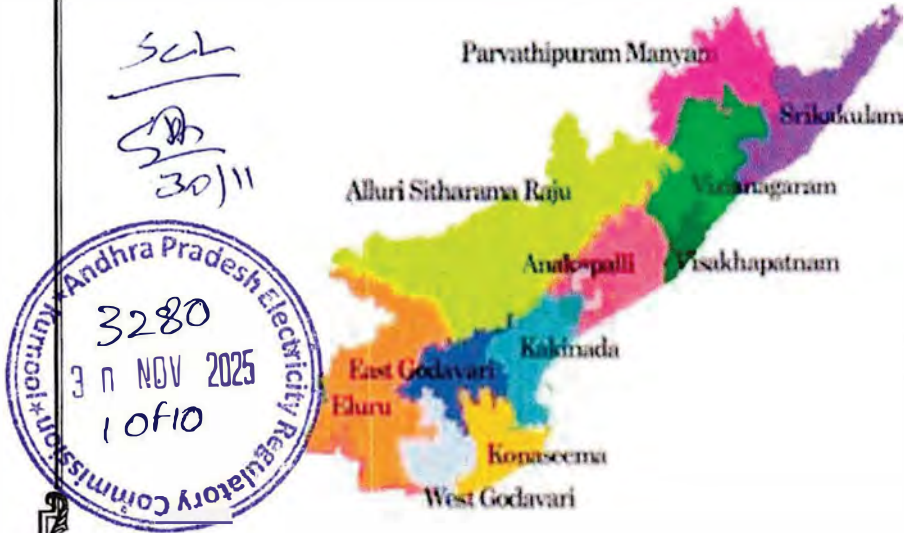 30/11
Parvathipuram Manyam
Srikakulam
Alluri Sitharama Raju
Vizianagaram
Anakapalli
Visakhapatnam
Kakinada
East Godavari
Eluru
Konaseema
West Godavari
Andhra Pradesh Electricity Regulatory Commission*Kurnool*
3280
30 NOV 2025
1 OF 10